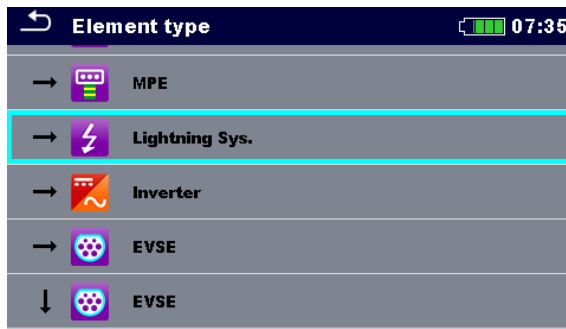 Element type
07:35
MPE
Lightning Sys.
Inverter
EVSE
EVSE